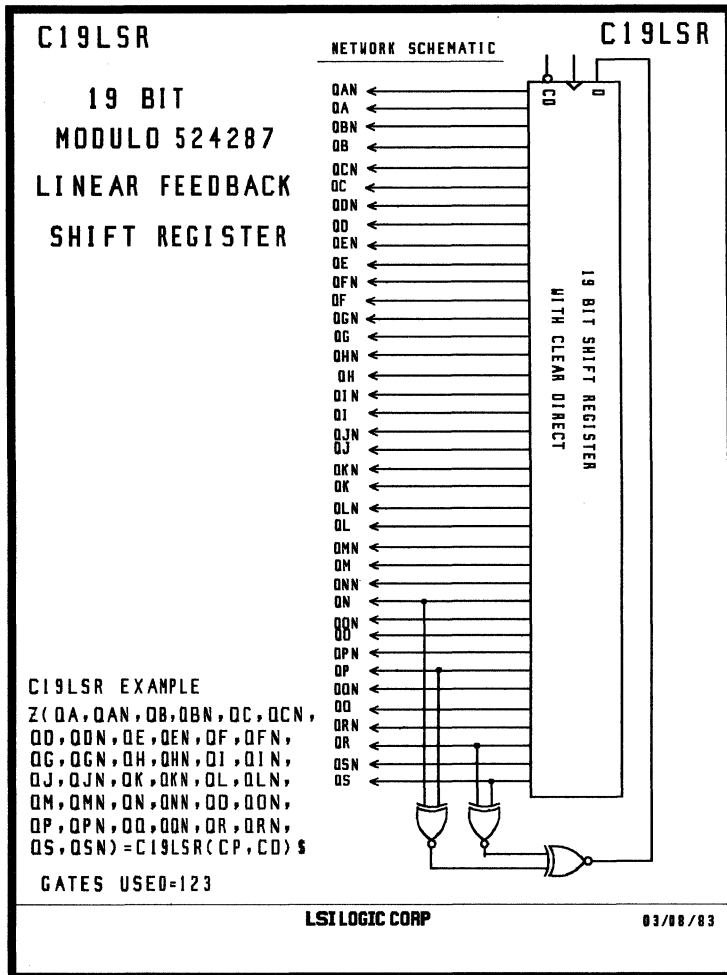 C19LSR
NETWORK SCHEMATIC
C19LSR
19 BIT
MODULO 524287
LINEAR FEEDBACK
SHIFT REGISTER
CD
D
QAN
QA
QBN
QB
QCN
QC
QDN
QD
QEN
QE
QFN
QF
QGN
QG
QHN
QH
QIN
QI
QJN
QJ
QKN
QK
QLN
QL
QMN
QM
QNN
QN
QON
QO
QPN
QP
QQN
QQ
QRN
QR
QSN
QS
19 BIT SHIFT REGISTER
WITH CLEAR DIRECT
C19LSR EXAMPLE
Z(QA,QAN,QB,QBN,QC,QCN,
QD,QDN,QE,QEN,QF,QFN,
QG,QGN,QH,QHN,QI,QIN,
QJ,QJN,QK,QKN,QL,QLN,
QM,QMN,QN,QNN,QO,QON,
QP,QPN,QQ,QQN,QR,QRN,
QS,QSN)=C19LSR(CP,CD)$
GATES USED=123
LSI LOGIC CORP
03/08/83